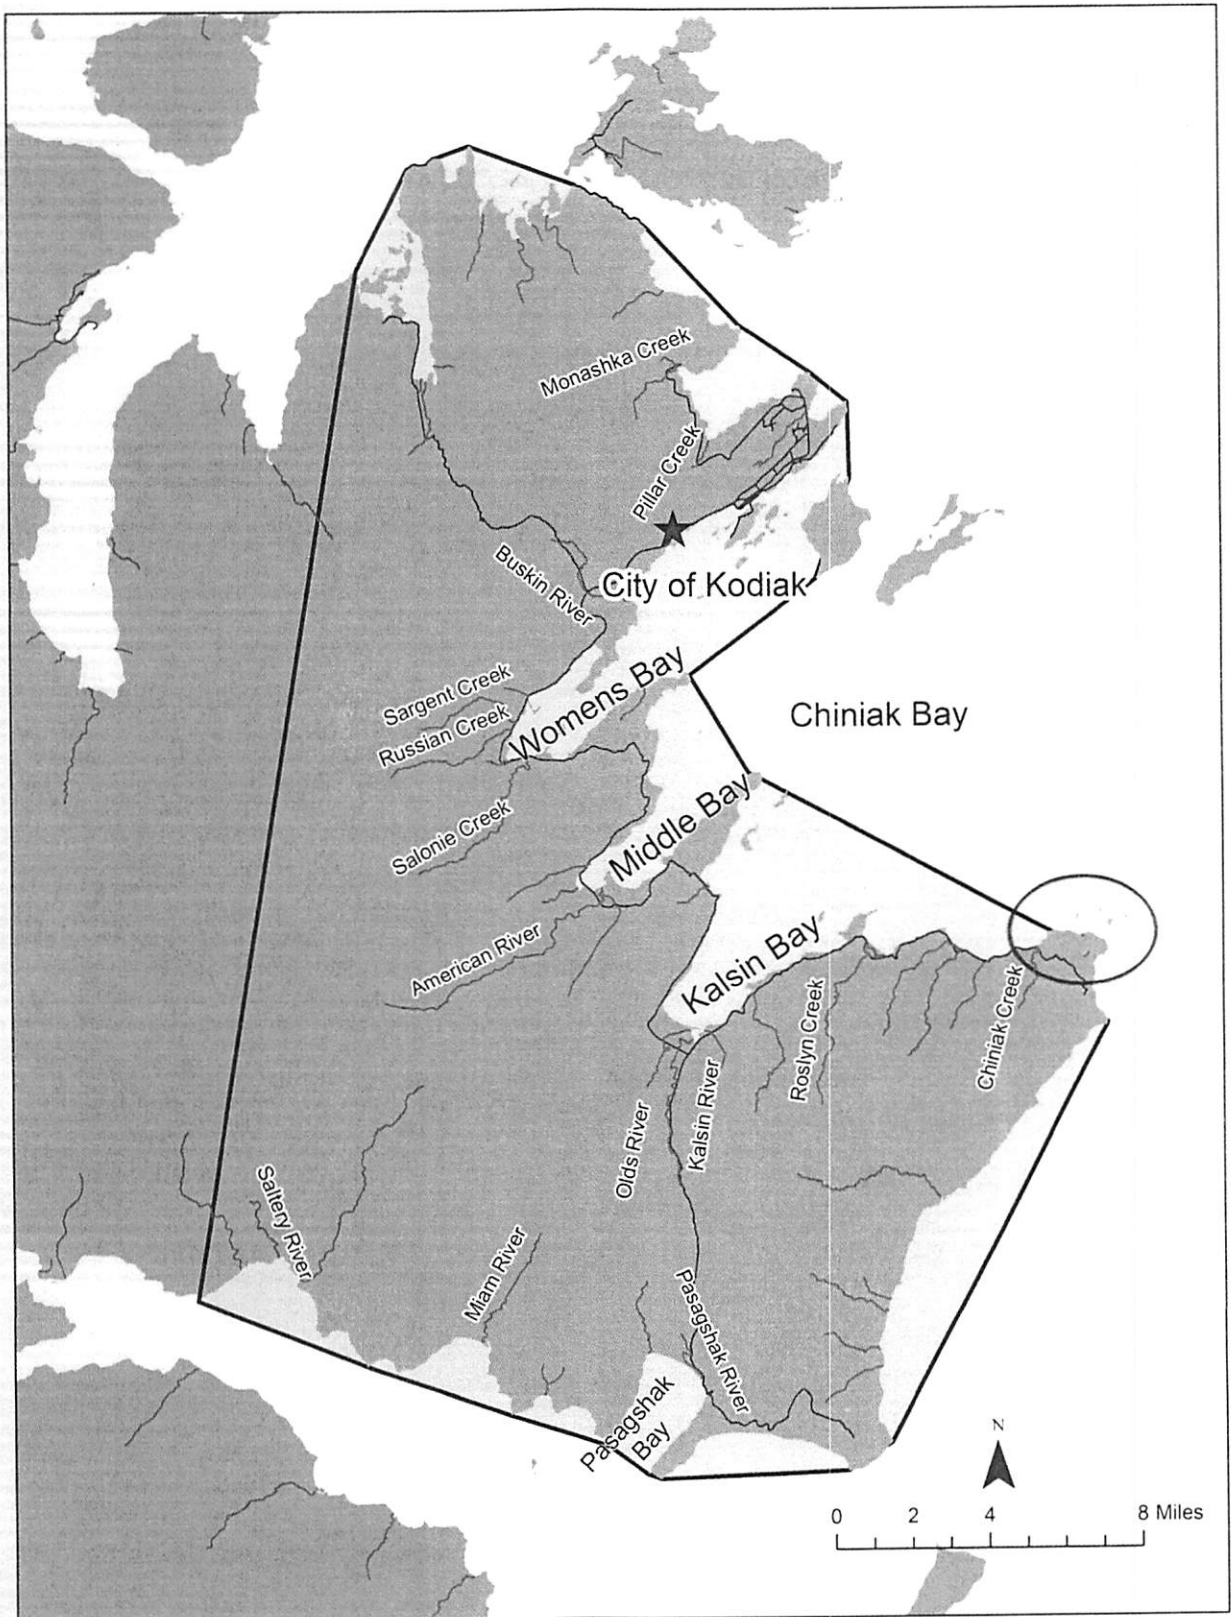 Monashka Creek
Pillar Creek
Buskin River
City of Kodiak
Sargent Creek
Russian Creek
Womens Bay
Chiniak Bay
Salonie Creek
Middle Bay
American River
Kalsin Bay
Roslyn Creek
Chiniak Creek
Olds River
Kalsin River
Saltery River
Miam River
Pasagshak River
Pasagshak
Bay
N
0 2 4 8 Miles